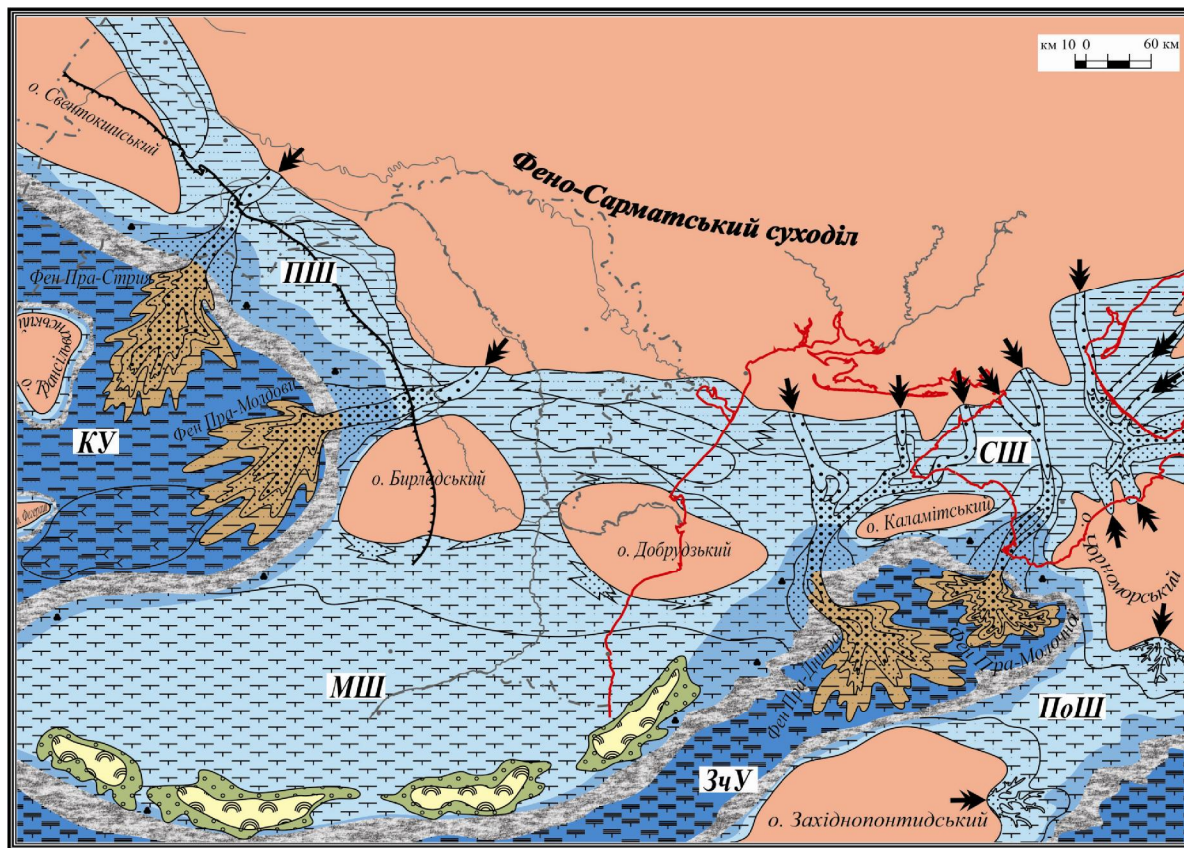 км 10 0 60 км
о. Свентокшиський
Фено-Сарматський суходіл
Фен Пра-Стрия
ПШ
о. Трансільванський
Фен Пра-Молдови
КУ
СШ
о. Бирледський
о. Каламітський
о. Добрудзький
о. Чорноморський
Фен Пра-Дніпра
Фен Пра-Молочна
МШ
ПоШ
ЗчУ
о. Західнопонтидський